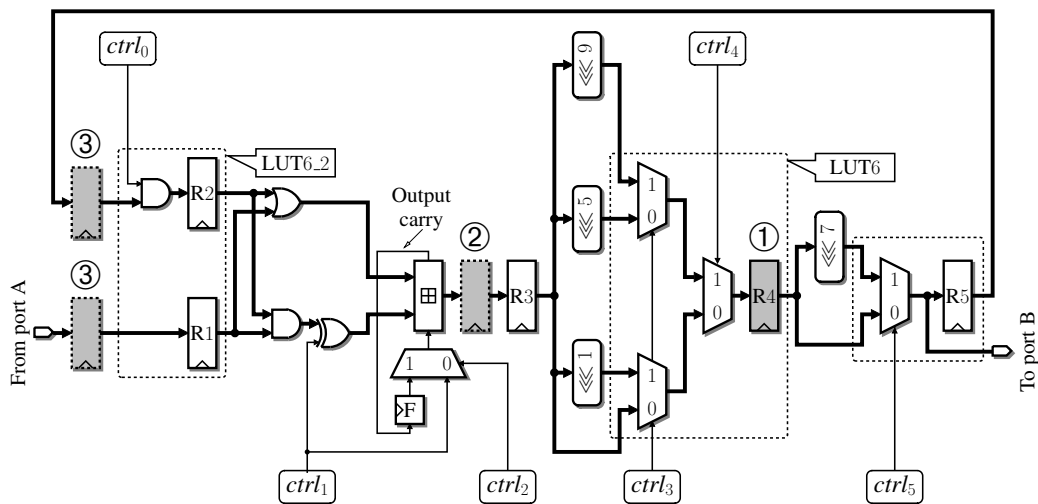 ctrl₀
ctrl₄
③
LUT6_2
R2
⋘ 9
1
0
LUT6
Output
carry
⋘ 5
②
①
⋘ 7
③
From port A
R1
⊞
R3
1
0
R4
1
0
R5
To port B
1 0
F
⋘ 1
1
0
ctrl₁
ctrl₂
ctrl₃
ctrl₅